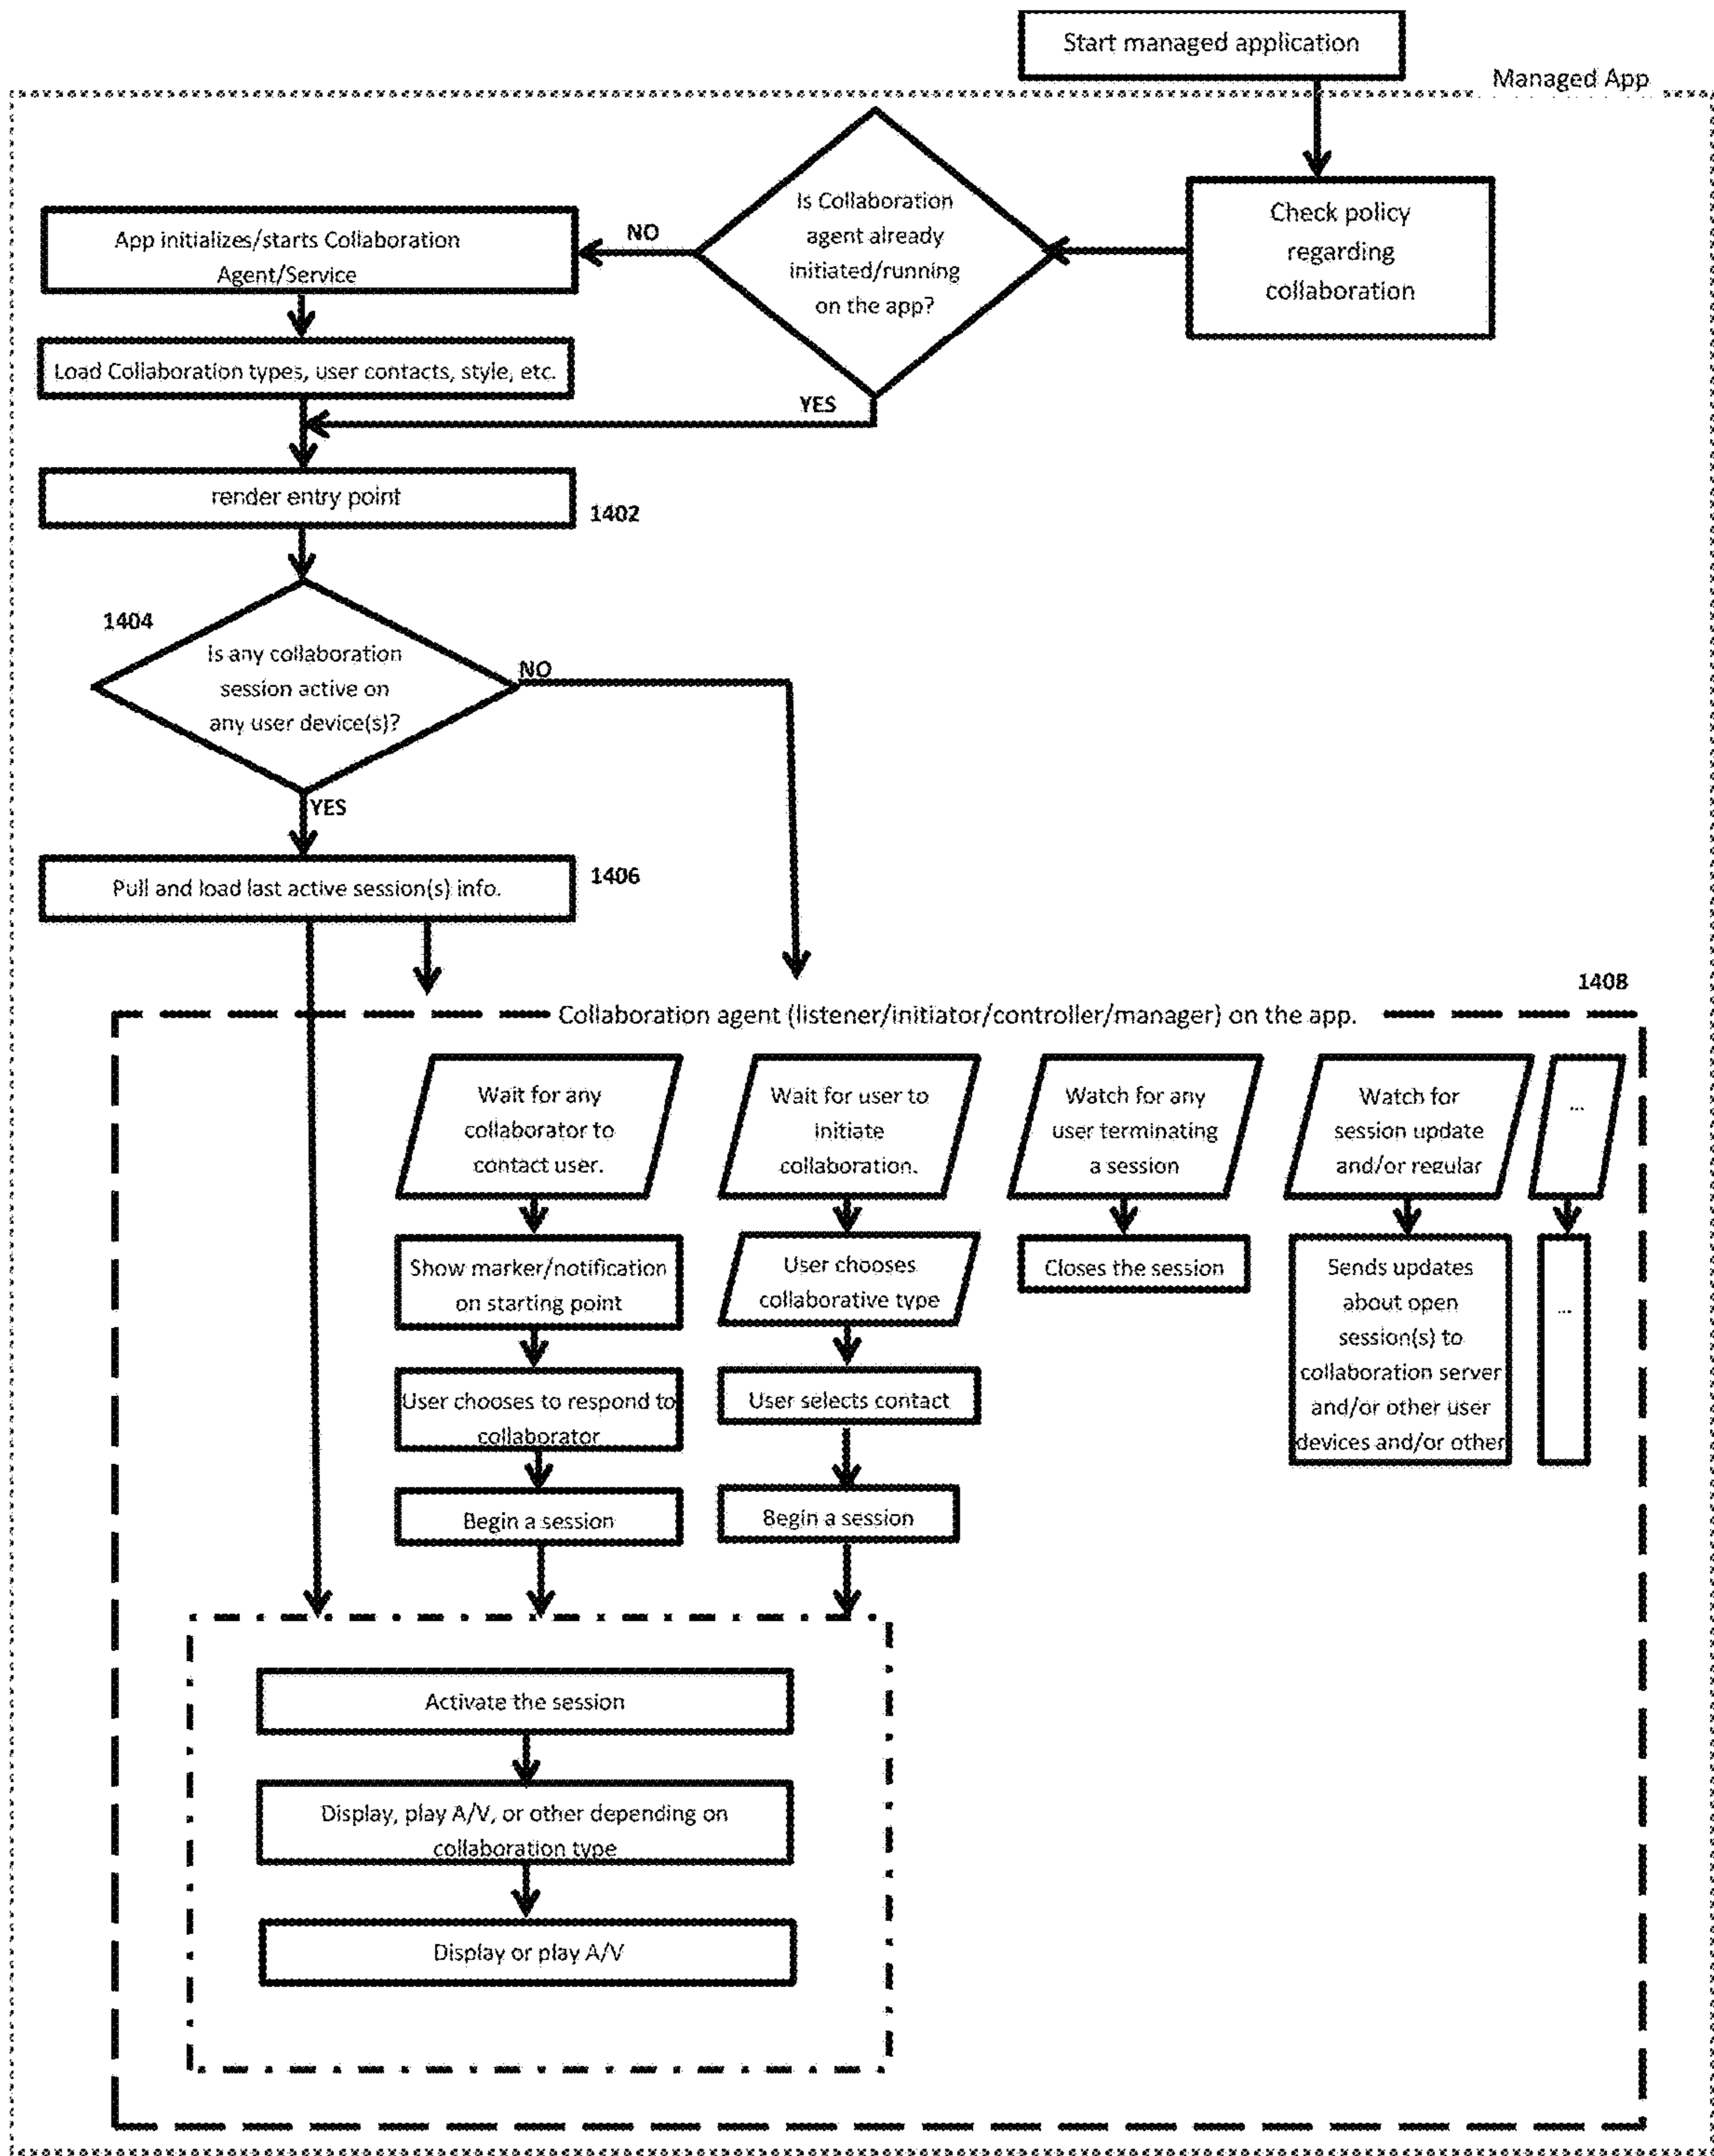 Start managed application
Managed App
Check policy
regarding
collaboration
Is Collaboration
agent already
initiated/running
on the app?
NO
YES
App initializes/starts Collaboration
Agent/Service
Load Collaboration types, user contacts, style, etc.
render entry point
1402
1404
Is any collaboration
session active on
any user device(s)?
NO
YES
Pull and load last active session(s) info.
1406
1408
Collaboration agent (listener/initiator/controller/manager) on the app.
Wait for any
collaborator to
contact user.
Show marker/notification
on starting point
User chooses to respond to
collaborator
Begin a session
Wait for user to
initiate
collaboration.
User chooses
collaborative type
User selects contact
Begin a session
Watch for any
user terminating
a session
Closes the session
Watch for
session update
and/or regular
Sends updates
about open
session(s) to
collaboration server
and/or other user
devices and/or other
...
...
Activate the session
Display, play A/V, or other depending on
collaboration type
Display or play A/V